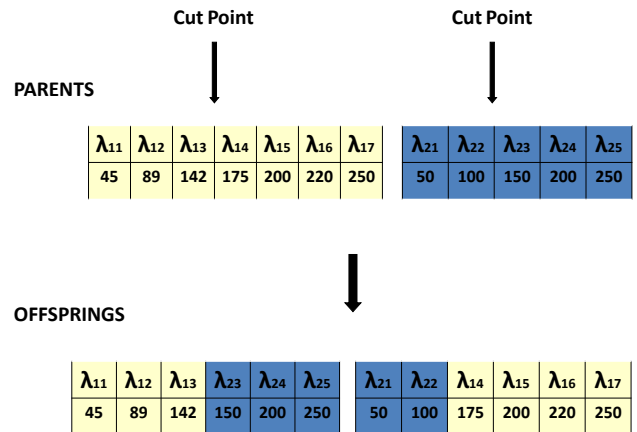 Cut Point Cut Point
PARENTS
λ11 λ12 λ13 λ14 λ15 λ16 λ17 λ21 λ22 λ23 λ24 λ25
45 89 142 175 200 220 250 50 100 150 200 250
OFFSPRINGS
λ11 λ12 λ13 λ23 λ24 λ25 λ21 λ22 λ14 λ15 λ16 λ17
45 89 142 150 200 250 50 100 175 200 220 250